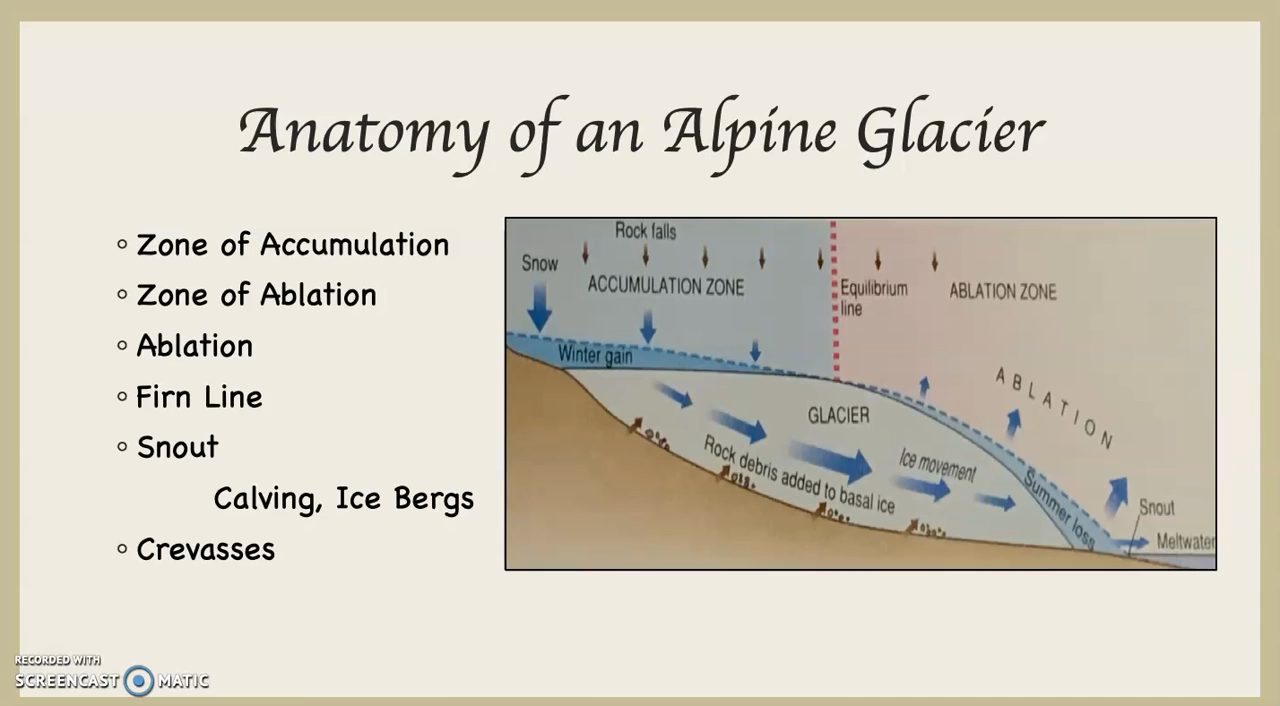 Anatomy of an Alpine Glacier
Zone of Accumulation
Zone of Ablation
Ablation
Firn Line
Snout
Calving, Ice Bergs
Crevasses
Rock falls
Snow
ACCUMULATION ZONE
Equilibrium
line
ABLATION ZONE
Winter gain
ABLATION
GLACIER
Ice movement
Rock debris added to basal ice
Summer loss
Snout
Meltwater
RECORDED WITH
SCREENCAST MATIC